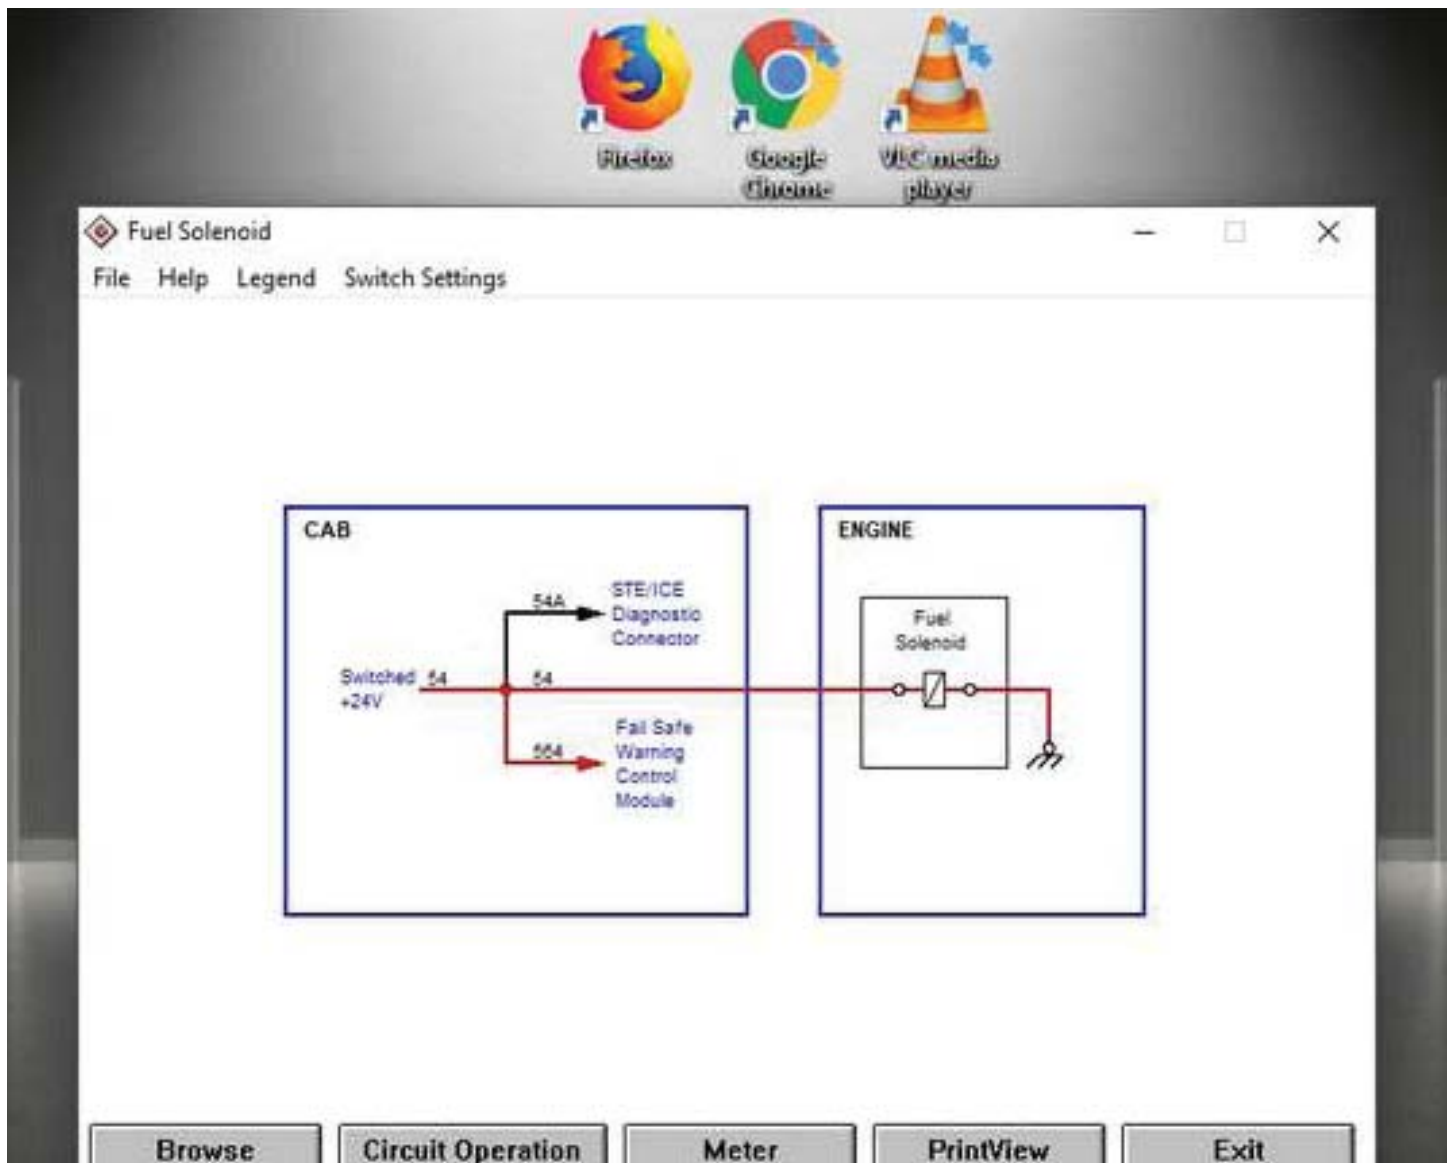 Firefox
Google
Chrome
VLC media
player
Fuel Solenoid
File Help Legend Switch Settings
CAB
ENGINE
54A
STE/ICE
Diagnostic
Connector
Switched
+24V
54
54
564
Fail Safe
Warning
Control
Module
Fuel
Solenoid
Browse
Circuit Operation
Meter
PrintView
Exit